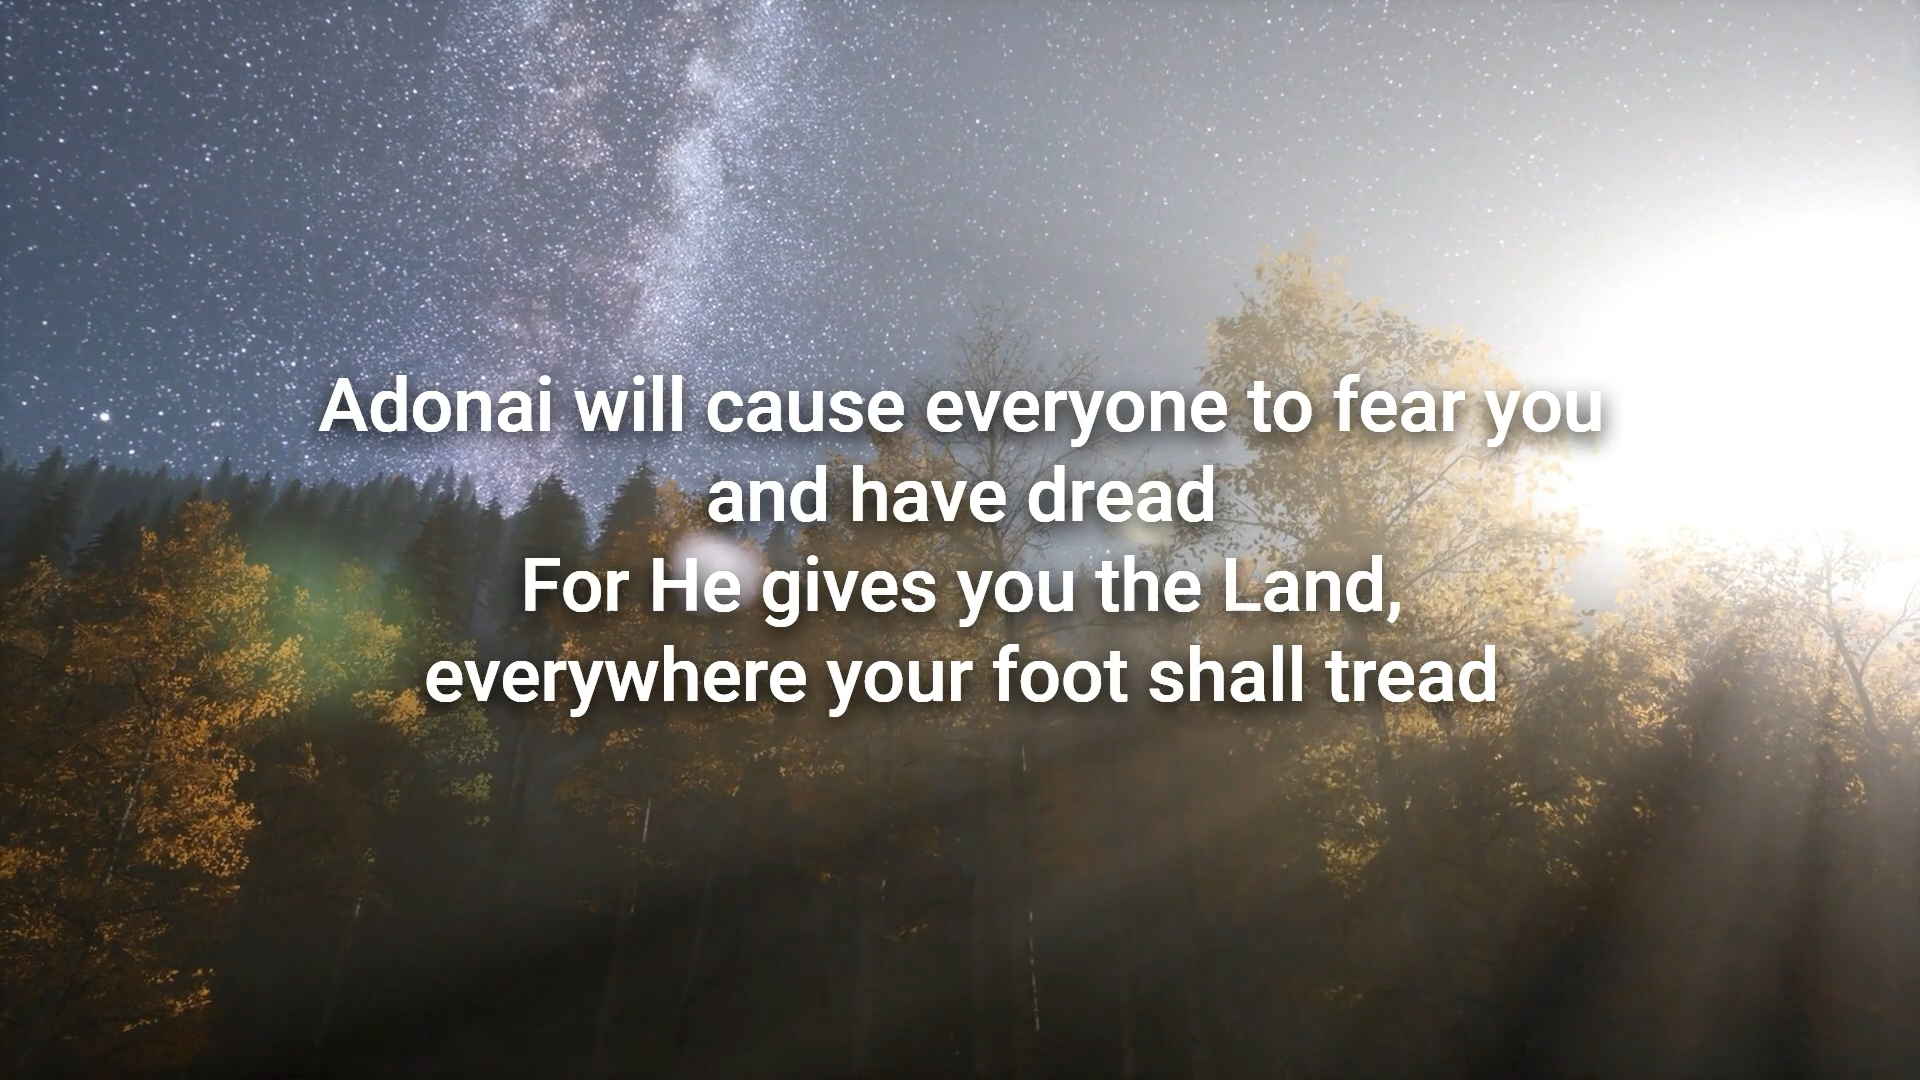 Adonai will cause everyone to fear you
and have dread
For He gives you the Land,
everywhere your foot shall tread